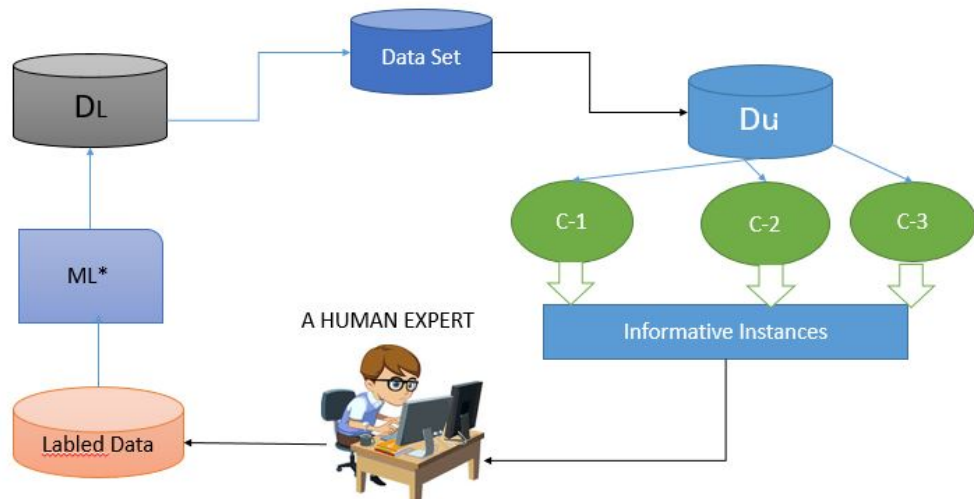 Data Set
DL
Du
C-1
C-2
C-3
ML*
A HUMAN EXPERT
Informative Instances
Labled Data